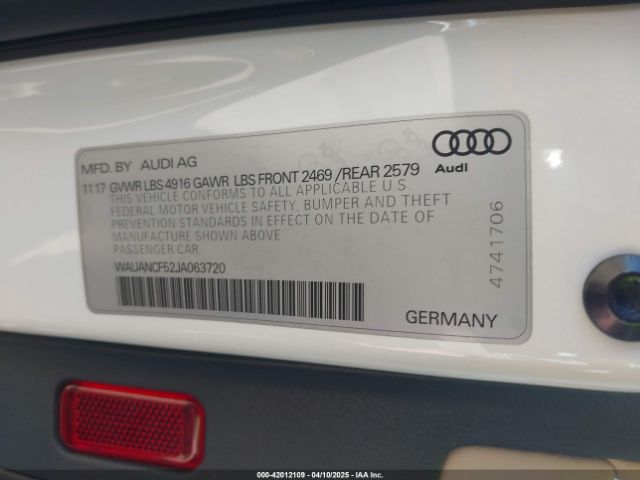 MFD. BY AUDI AG
Audi
11 17 GVWR LBS 4916 GAWR LBS FRONT 2469 /REAR 2579
THIS VEHICLE CONFORMS TO ALL APPLICABLE U S.
FEDERAL MOTOR VEHICLE SAFETY, BUMPER AND THEFT
PREVENTION STANDARDS IN EFFECT ON THE DATE OF
MANUFACTURE SHOWN ABOVE
PASSENGER CAR
WAUANCF52JA063720
4741706
GERMANY
000-42012109 - 04/10/2025 - IAA, Inc.